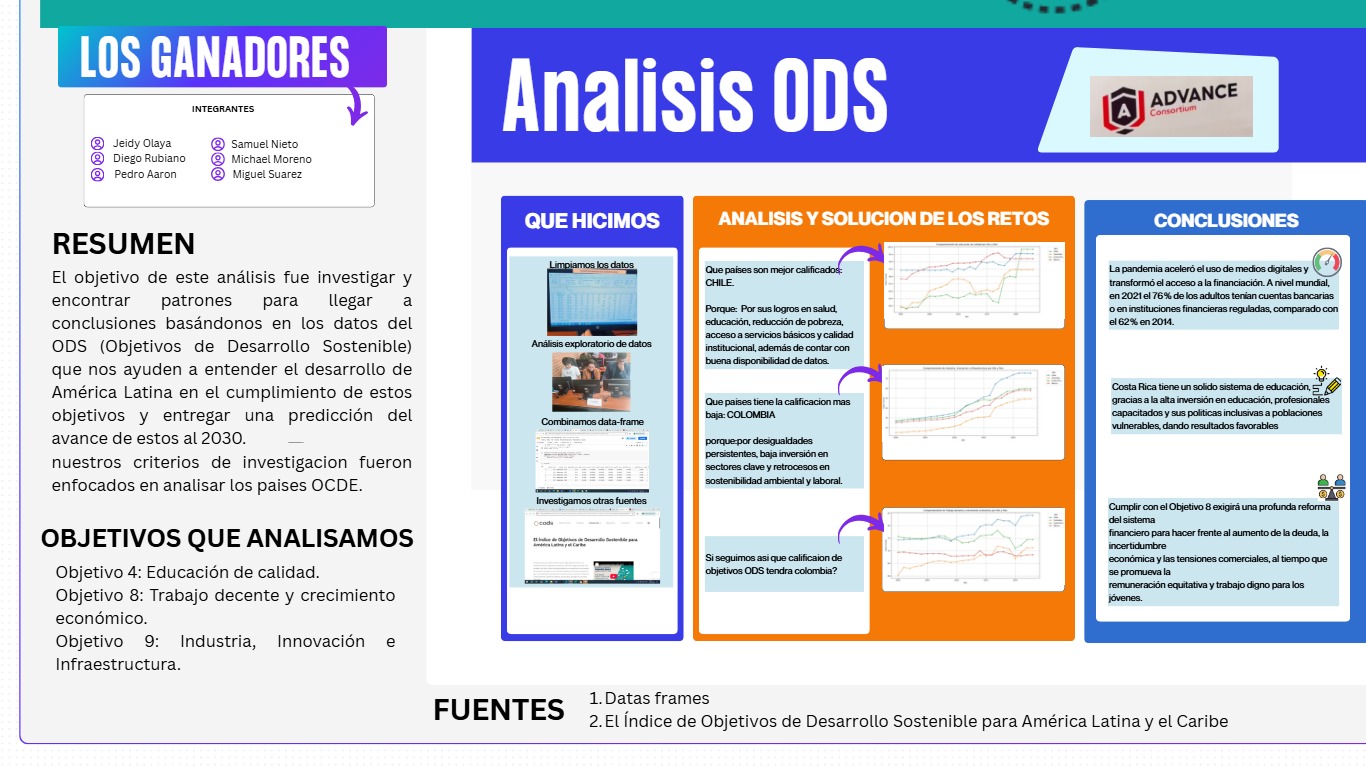 LOS GANADORES
INTEGRANTES
Jeidy Olaya
Diego Rubiano
Pedro Aaron
Samuel Nieto
Michael Moreno
Miguel Suarez
RESUMEN
El objetivo de este análisis fue investigar y
encontrar patrones para llegar a
conclusiones basándonos en los datos del
ODS (Objetivos de Desarrollo Sostenible)
que nos ayuden a entender el desarrollo de
América Latina en el cumplimiento de estos
objetivos y entregar una predicción del
avance de estos al 2030.
nuestros criterios de investigacion fueron
enfocados en analisar los paises OCDE.
OBJETIVOS QUE ANALISAMOS
Objetivo 4: Educación de calidad.
Objetivo 8: Trabajo decente y crecimiento
económico.
Objetivo 9: Industria, Innovación e
Infraestructura.
Analisis ODS
ADVANCE
Consortium
QUE HICIMOS
Limpiamos los datos
Análisis exploratorio de datos
Combinamos data-frame
Investigamos otras fuentes
cods
El Índice de Objetivos de Desarrollo Sostenible para
América Latina y el Caribe
ANALISIS Y SOLUCION DE LOS RETOS
Que países son mejor calificados:
CHILE.
Porque: Por sus logros en salud,
educación, reducción de pobreza,
acceso a servicios básicos y calidad
institucional, además de contar con
buena disponibilidad de datos.
Que paises tiene la calificacion mas
baja: COLOMBIA
porque:por desigualdades
persistentes, baja inversión en
sectores clave y retrocesos en
sostenibilidad ambiental y laboral.
Si seguimos asi que calificaion de
objetivos ODS tendra colombia?
CONCLUSIONES
La pandemia aceleró el uso de medios digitales y
transformó el acceso a la financiación. A nivel mundial,
en 2021 el 76 % de los adultos tenían cuentas bancarias
o en instituciones financieras reguladas, comparado con
el 62 % en 2014.
Costa Rica tiene un solido sistema de educación,
gracias a la alta inversión en educación, profesionales
capacitados y sus politicas inclusivas a poblaciones
vulnerables, dando resultados favorables
Cumplir con el Objetivo 8 exigirá una profunda reforma
del sistema
financiero para hacer frente al aumento de la deuda, la
incertidumbre
económica y las tensiones comerciales, al tiempo que
se promueva la
remuneración equitativa y trabajo digno para los
jóvenes.
FUENTES
1. Datas frames
2. El Índice de Objetivos de Desarrollo Sostenible para América Latina y el Caribe